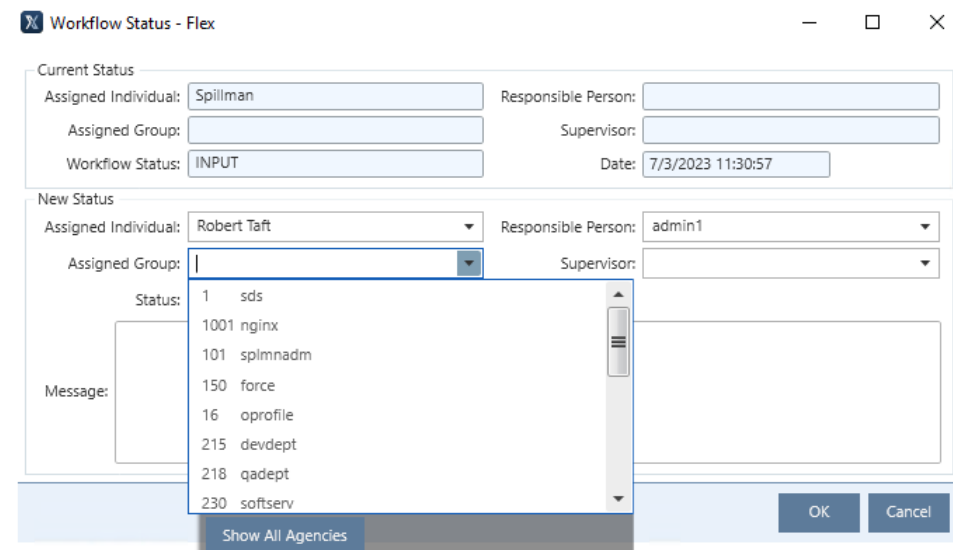 Workflow Status - Flex
Current Status
Assigned Individual: Spillman Responsible Person:
Assigned Group: Supervisor:
Workflow Status: INPUT Date: 7/3/2023 11:30:57
New Status
Assigned Individual: Robert Taft Responsible Person: admin1
Assigned Group: Supervisor:
Status:
1 sds
1001 nginx
101 splmnadm
150 force
16 oprofile
215 devdept
218 qadept
230 softserv
Message:
Show All Agencies
OK Cancel